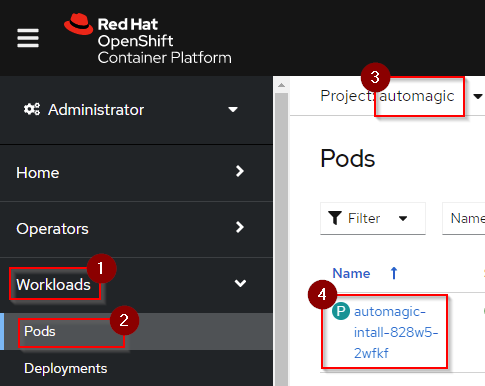 Red Hat
OpenShift
Container Platform
3
Administrator
Project: automagic
Home
Pods
Operators
Filter
Name
1
Workloads
Name
4
2
Pods
P automagic-
intall-828w5-
2wfkf
Deployments